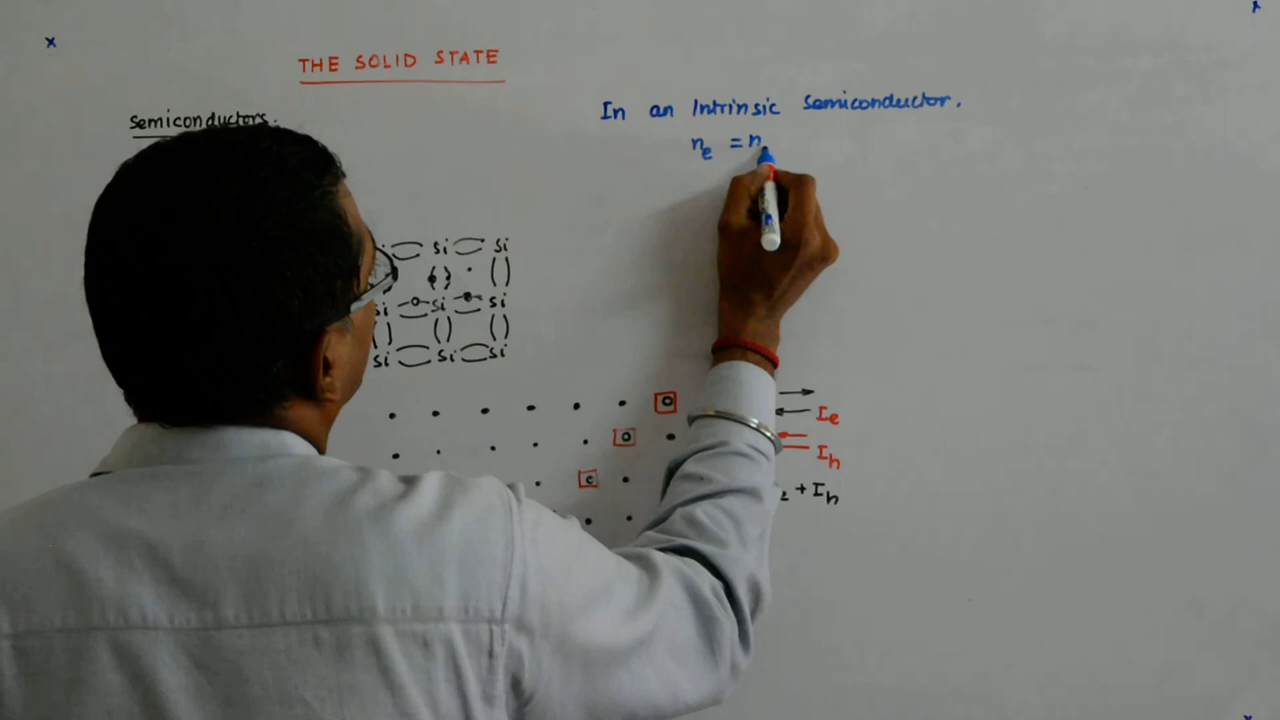 THE SOLID STATE
semiconductors.
In an Intrinsic semiconductor.
nₑ = n
Si Si
Si Si Si
Si Si Si
Iₑ
Iₕ
+ Iₕ